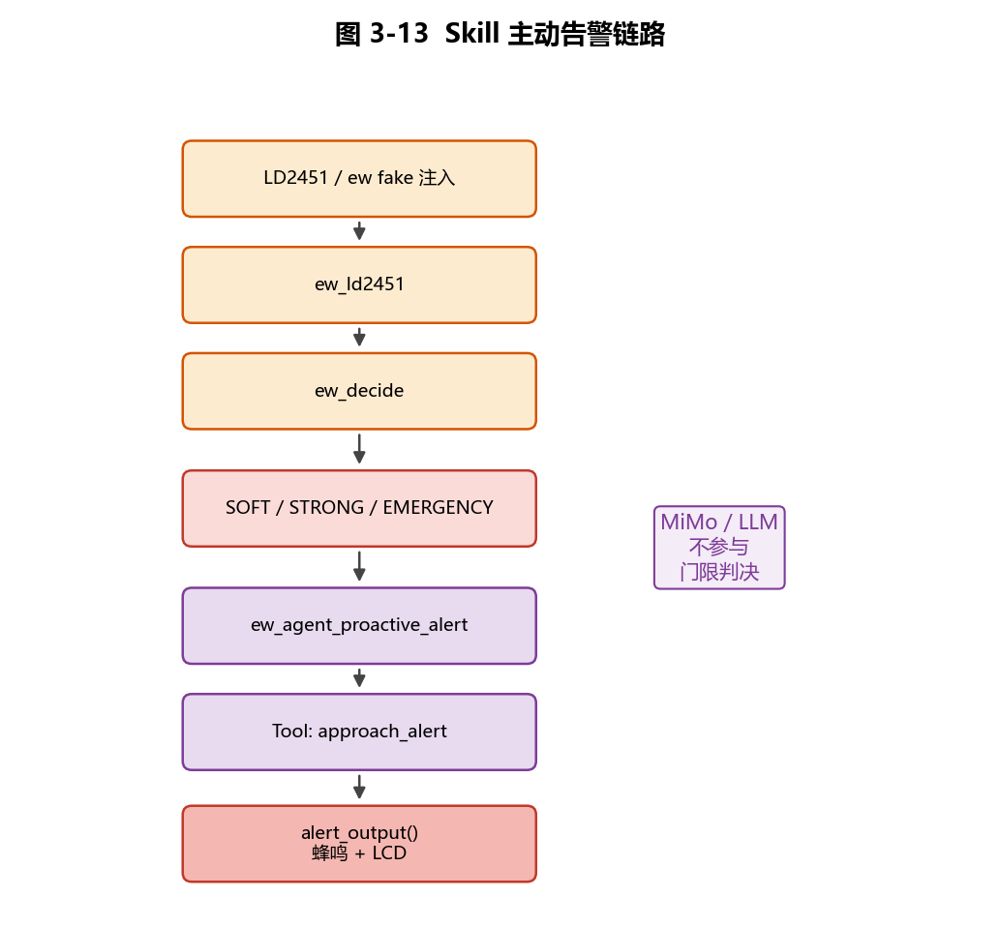 图 3-13 Skill 主动告警链路
LD2451 / ew fake 注入
ew_ld2451
ew_decide
SOFT / STRONG / EMERGENCY
MiMo / LLM
不参与
门限判决
ew_agent_proactive_alert
Tool: approach_alert
alert_output()
蜂鸣 + LCD